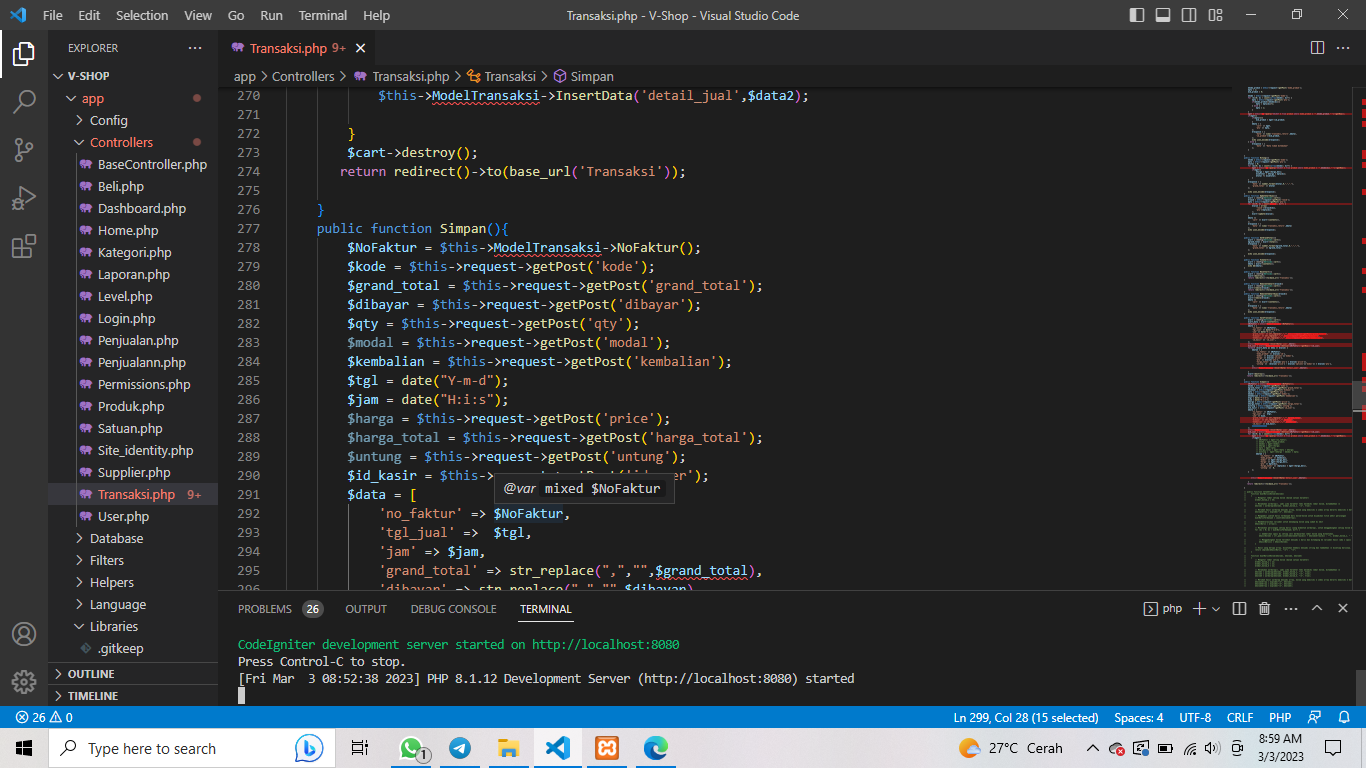 File Edit Selection View Go Run Terminal Help
Transaksi.php - V-Shop - Visual Studio Code
EXPLORER
V-SHOP
app
Config
Controllers
BaseController.php
Beli.php
Dashboard.php
Home.php
Kategori.php
Laporan.php
Level.php
Login.php
Penjualan.php
Penjualann.php
Permissions.php
Produk.php
Satuan.php
Site_identity.php
Supplier.php
Transaksi.php 9+
User.php
Database
Filters
Helpers
Language
Libraries
.gitkeep
OUTLINE
TIMELINE
Transaksi.php 9+
app > Controllers > Transaksi.php > Transaksi > Simpan
270 $this->ModelTransaksi->InsertData('detail_jual',$data2);
271
272 }
273 $cart->destroy();
274 return redirect()->to(base_url('Transaksi'));
275
276 }
277 public function Simpan(){
278 $NoFaktur = $this->ModelTransaksi->NoFaktur();
279 $kode = $this->request->getPost('kode');
280 $grand_total = $this->request->getPost('grand_total');
281 $dibayar = $this->request->getPost('dibayar');
282 $qty = $this->request->getPost('qty');
283 $modal = $this->request->getPost('modal');
284 $kembalian = $this->request->getPost('kembalian');
285 $tgl = date("Y-m-d");
286 $jam = date("H:i:s");
287 $harga = $this->request->getPost('price');
288 $harga_total = $this->request->getPost('harga_total');
289 $untung = $this->request->getPost('untung');
290 $id_kasir = $this->
@var mixed $NoFaktur
291 $data = [
292 'no_faktur' => $NoFaktur,
293 'tgl_jual' => $tgl,
294 'jam' => $jam,
295 'grand_total' => str_replace(",","",$grand_total),
PROBLEMS 26 OUTPUT DEBUG CONSOLE TERMINAL
php
CodeIgniter development server started on http://localhost:8080
Press Control-C to stop.
[Fri Mar 3 08:52:38 2023] PHP 8.1.12 Development Server (http://localhost:8080) started
26 0
Ln 299, Col 28 (15 selected) Spaces: 4 UTF-8 CRLF PHP
Type here to search
1
27°C Cerah
8:59 AM
3/3/2023